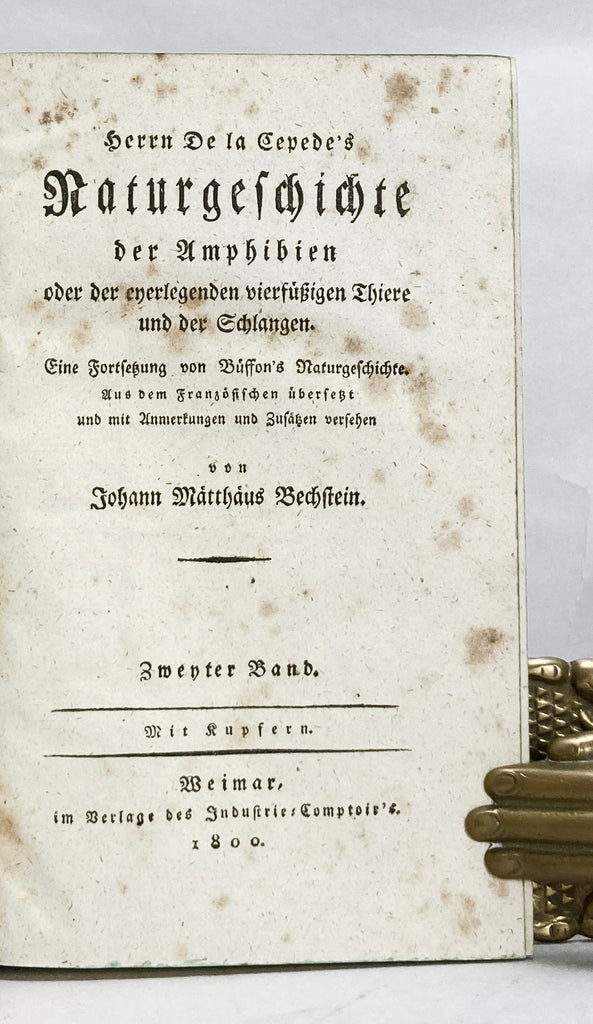 Herrn De la Cepede's
Naturgeschichte
der Amphibien
oder der eyerlegenden vierfüßigen Thiere
und der Schlangen.
Eine Fortsetzung von Büffon's Naturgeschichte.
Aus dem Französischen übersetzt
und mit Anmerkungen und Zusätzen versehen
von
Johann Mätthäus Bechstein.
Zweyter Band.
Mit Kupfern.
Weimar,
im Verlage des Industrie-Comptoir's.
1800.